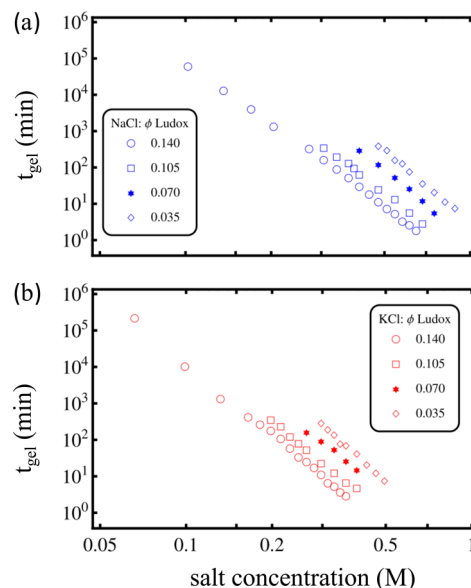 (a)
10^6
10^5
10^4
10^3
10^2
10^1
10^0
t_gel (min)
NaCl: ϕ Ludox
0.140
0.105
0.070
0.035
(b)
10^6
10^5
10^4
10^3
10^2
10^1
10^0
t_gel (min)
KCl: ϕ Ludox
0.140
0.105
0.070
0.035
0.05 0.1 0.2 0.5 1
salt concentration (M)